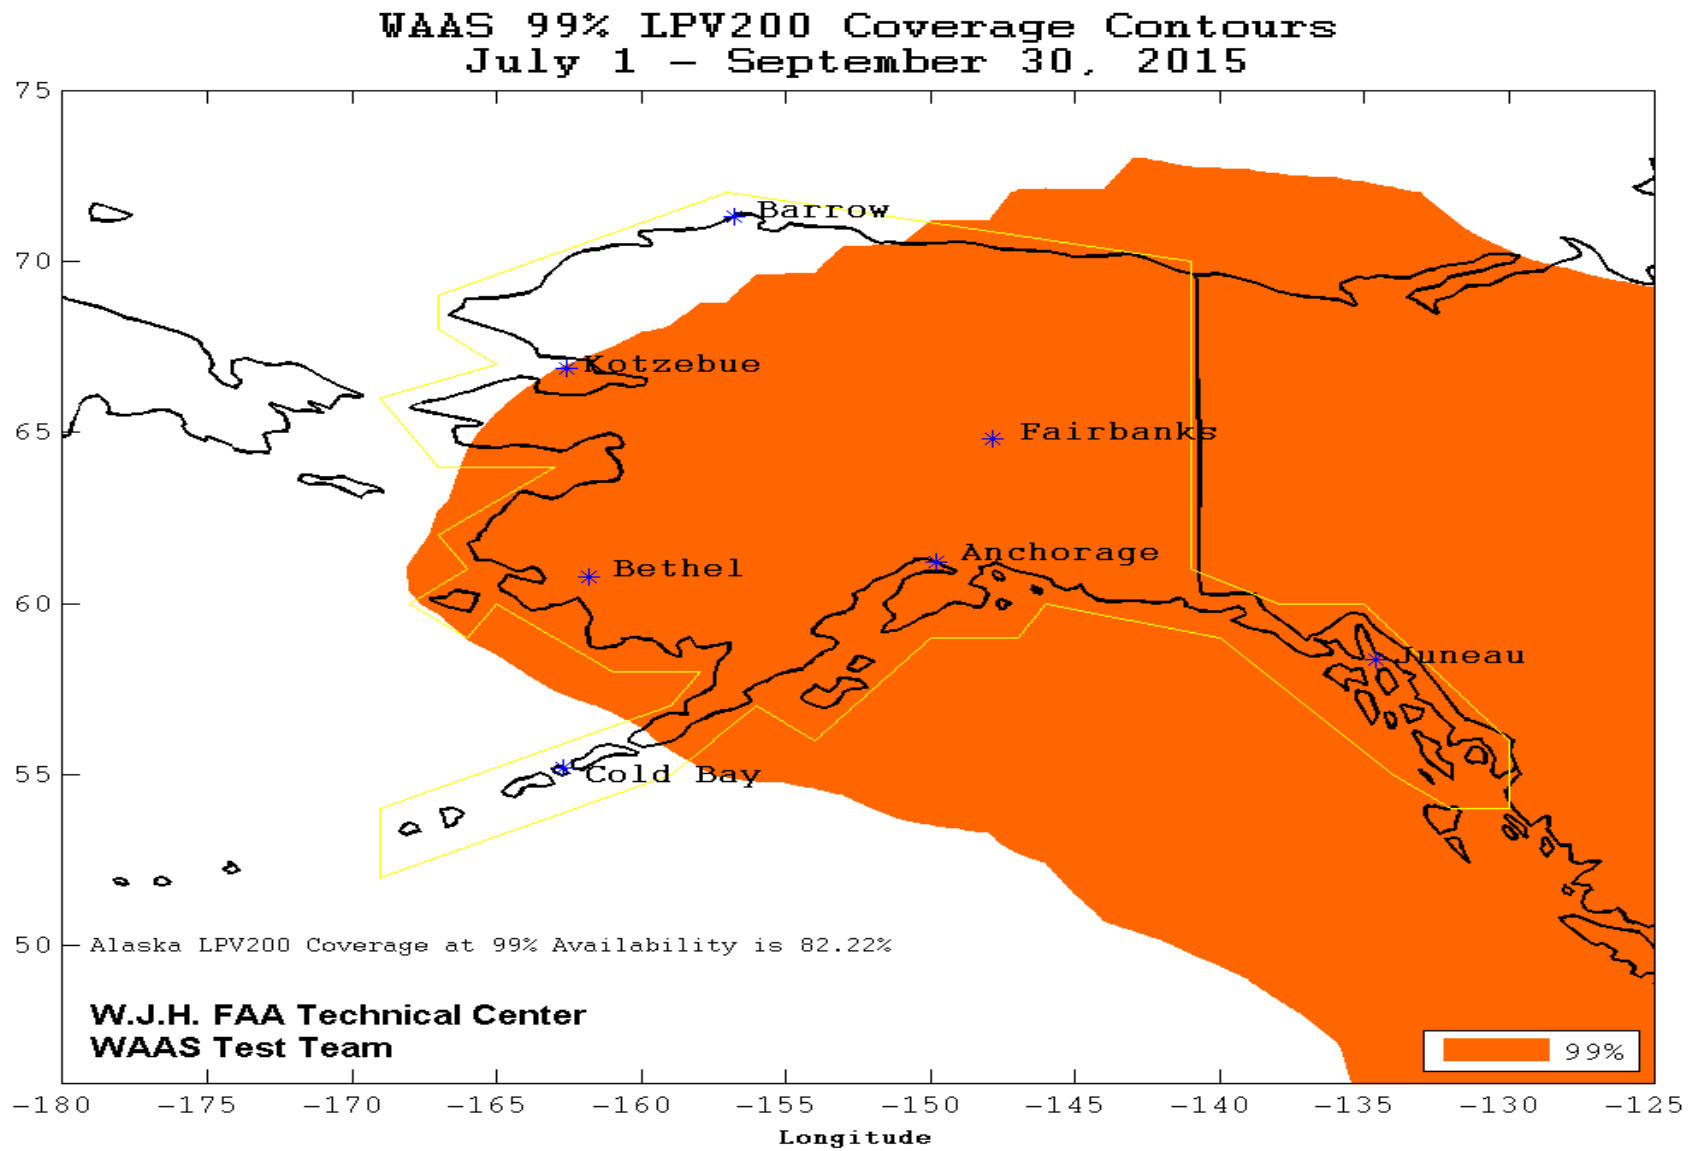 WAAS 99% LPV200 Coverage Contours
July 1 - September 30, 2015
75
70
65
60
55
50
Barrow
Kotzebue
Fairbanks
Anchorage
Bethel
Juneau
Cold Bay
Alaska LPV200 Coverage at 99% Availability is 82.22%
W.J.H. FAA Technical Center
WAAS Test Team
99%
-180 -175 -170 -165 -160 -155 -150 -145 -140 -135 -130 -125
Longitude